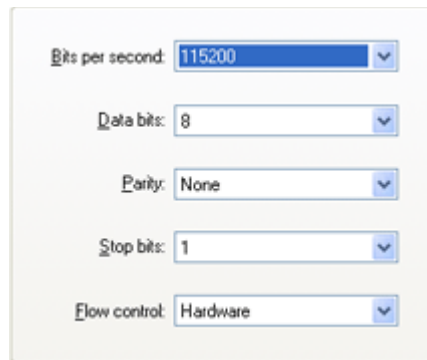 Bits per second: 115200
Data bits: 8
Parity: None
Stop bits: 1
Flow control: Hardware